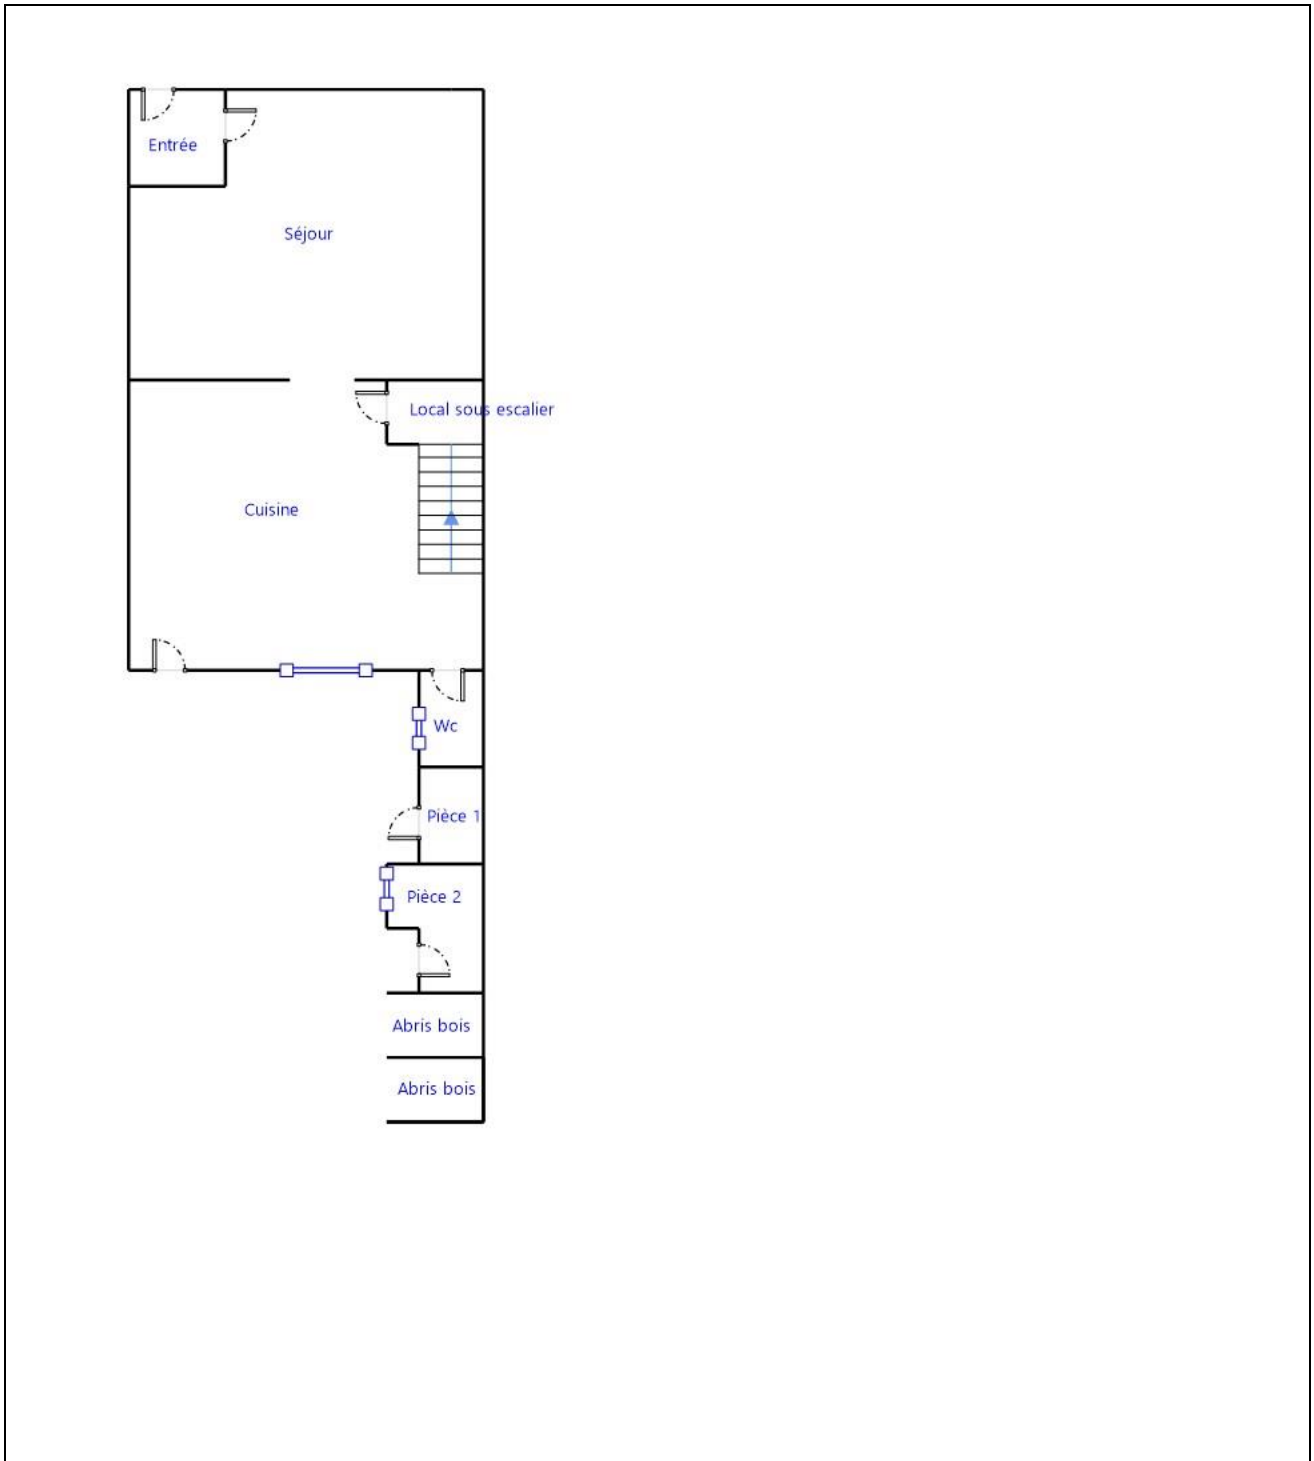 Entrée
Séjour
Local sous escalier
Cuisine
Wc
Pièce 1
Pièce 2
Abris bois
Abris bois